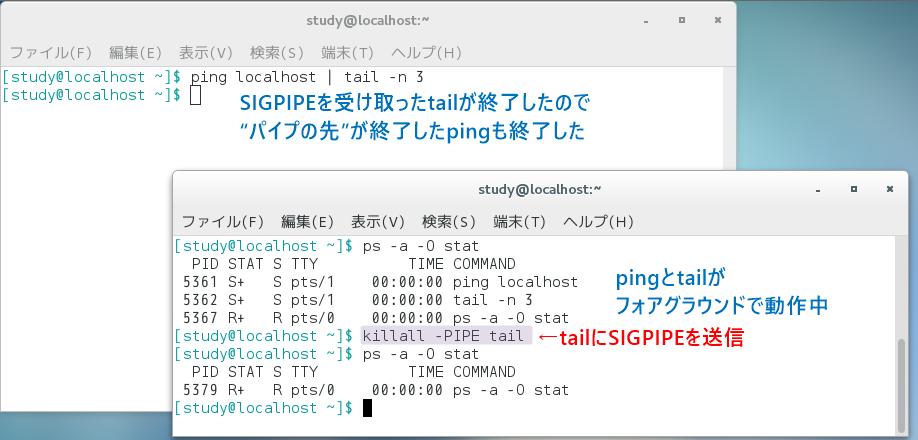 study@localhost:~
ファイル(F) 編集(E) 表示(V) 検索(S) 端末(T) ヘルプ(H)
[study@localhost ~]$ ping localhost | tail -n 3
[study@localhost ~]$
SIGPIPEを受け取ったtailが終了したので
“パイプの先”が終了したpingも終了した
study@localhost:~
ファイル(F) 編集(E) 表示(V) 検索(S) 端末(T) ヘルプ(H)
[study@localhost ~]$ ps -a -O stat
PID STAT S TTY TIME COMMAND
5361 S+ S pts/1 00:00:00 ping localhost
5362 S+ S pts/1 00:00:00 tail -n 3
5367 R+ R pts/0 00:00:00 ps -a -O stat
pingとtailが
フォアグラウンドで動作中
[study@localhost ~]$ killall -PIPE tail ←tailにSIGPIPEを送信
[study@localhost ~]$ ps -a -O stat
PID STAT S TTY TIME COMMAND
5379 R+ R pts/0 00:00:00 ps -a -O stat
[study@localhost ~]$